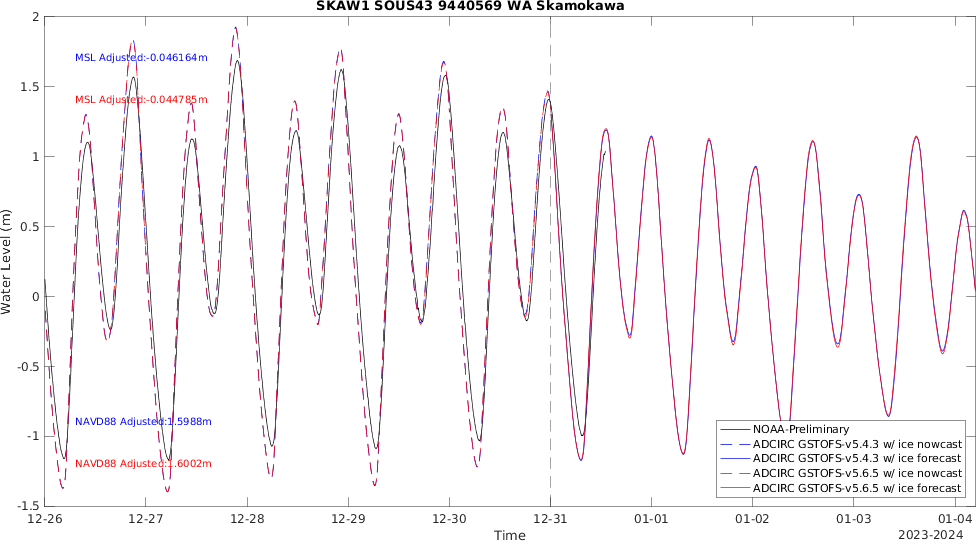 SKAW1 SOUS43 9440569 WA Skamokawa
2
1.5
1
0.5
0
-0.5
-1
-1.5
Water Level (m)
MSL Adjusted:-0.046164m
MSL Adjusted:-0.044785m
NAVD88 Adjusted:1.5988m
NAVD88 Adjusted:1.6002m
NOAA-Preliminary
ADCIRC GSTOFS-v5.4.3 w/ ice nowcast
ADCIRC GSTOFS-v5.4.3 w/ ice forecast
ADCIRC GSTOFS-v5.6.5 w/ ice nowcast
ADCIRC GSTOFS-v5.6.5 w/ ice forecast
12-26 12-27 12-28 12-29 12-30 12-31 01-01 01-02 01-03 01-04
Time
2023-2024